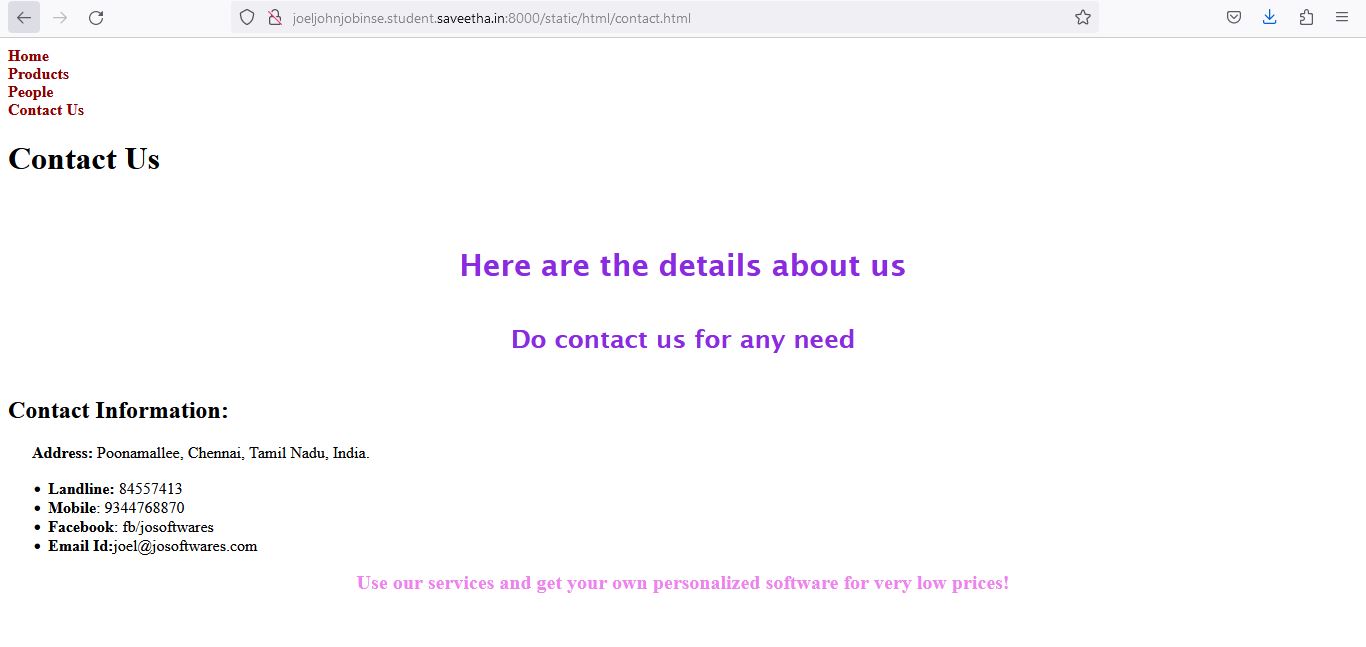 joeljohnjobinse.student.saveetha.in:8000/static/html/contact.html
Home
Products
People
Contact Us
Contact Us
Here are the details about us
Do contact us for any need
Contact Information:
Address: Poonamallee, Chennai, Tamil Nadu, India.
• Landline: 84557413
• Mobile: 9344768870
• Facebook: fb/josoftwares
• Email Id:joel@josoftwares.com
Use our services and get your own personalized software for very low prices!